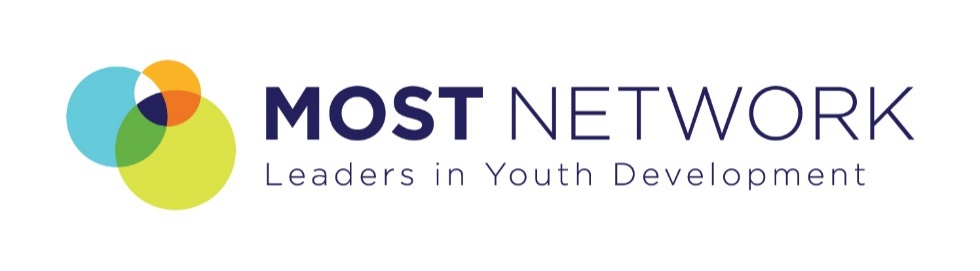 MOST NETWORK
Leaders in Youth Development